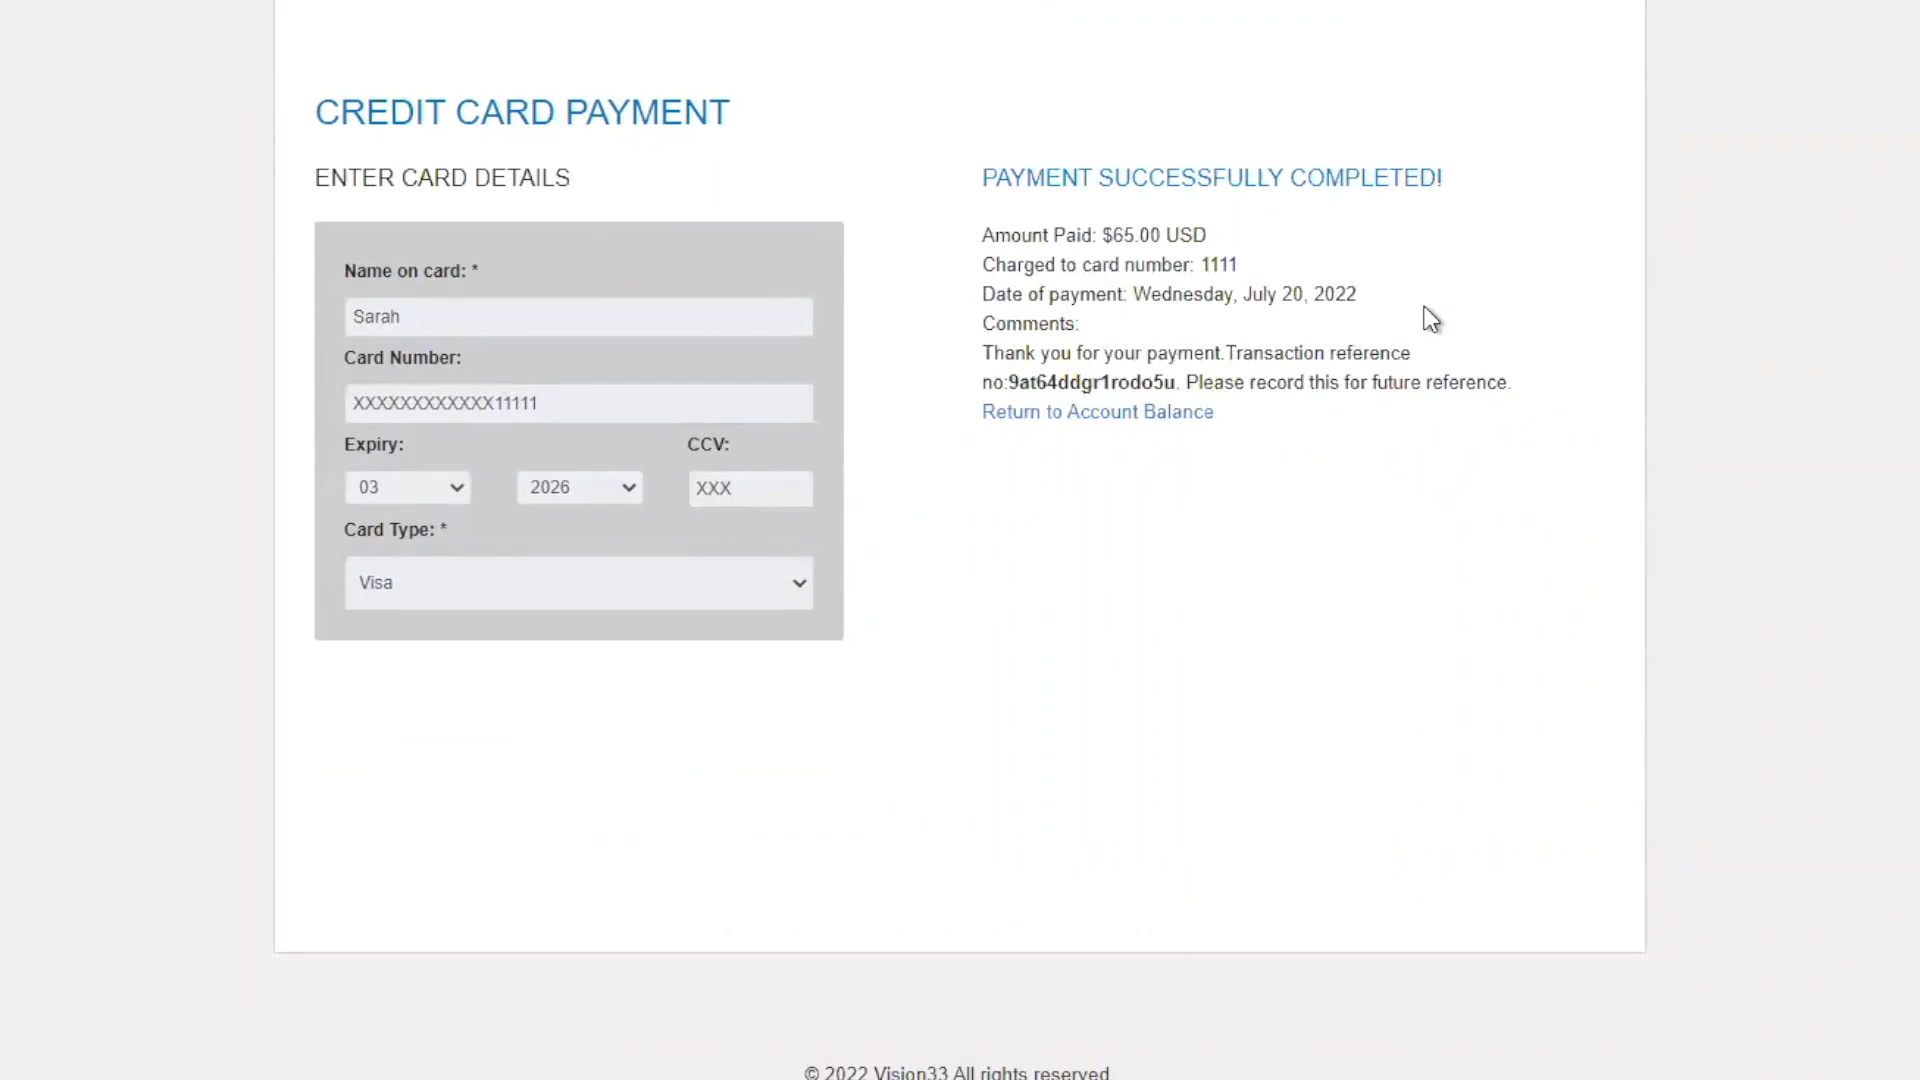 CREDIT CARD PAYMENT
ENTER CARD DETAILS
Name on card: *
Sarah
Card Number:
XXXXXXXXXXXX11111
Expiry:
CCV:
03
2026
XXX
Card Type: *
Visa
PAYMENT SUCCESSFULLY COMPLETED!
Amount Paid: $65.00 USD
Charged to card number: 1111
Date of payment: Wednesday, July 20, 2022
Comments:
Thank you for your payment.Transaction reference
no:9at64ddgr1rodo5u. Please record this for future reference.
Return to Account Balance
© 2022 Vision33 All rights reserved